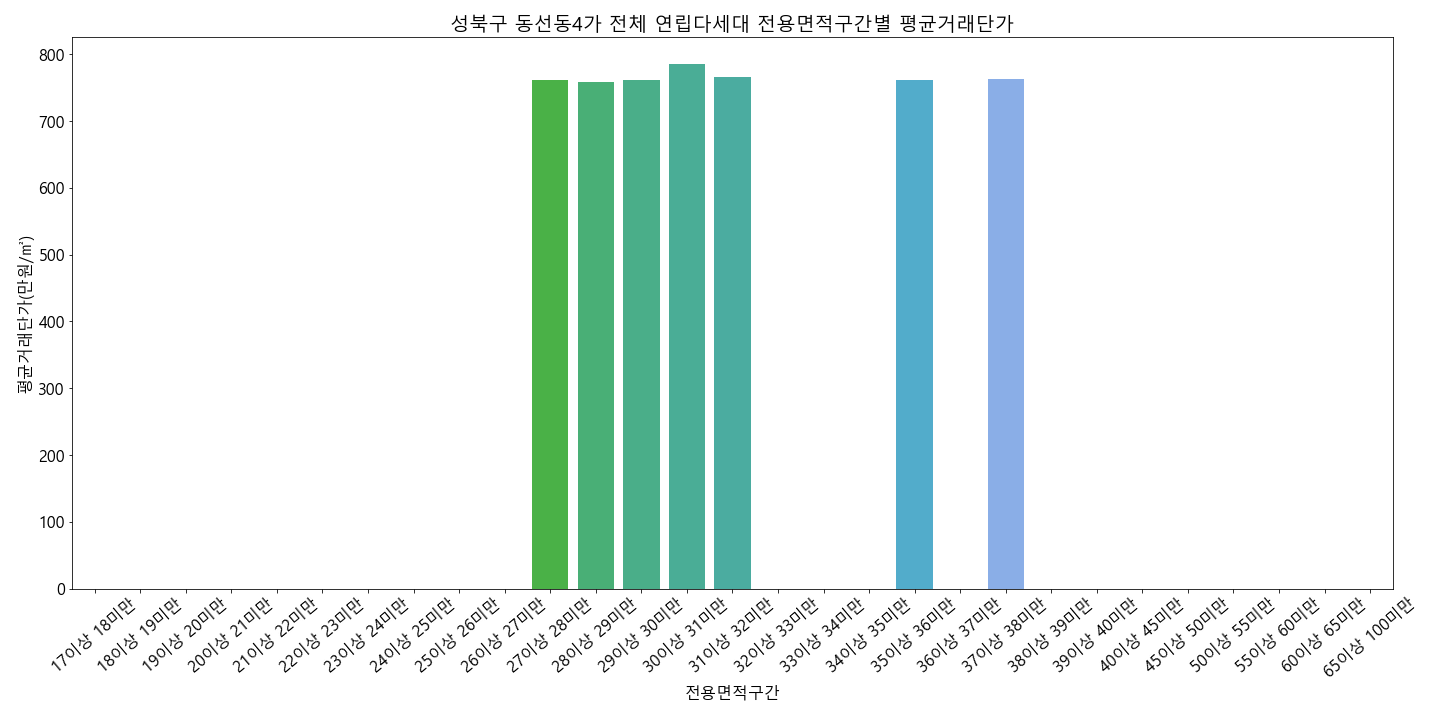 성북구 동선동4가 전체 연립다세대 전용면적구간별 평균거래단가
평균거래단가(만원/㎡)
800
700
600
500
400
300
200
100
0
17이상 18미만
18이상 19미만
19이상 20미만
20이상 21미만
21이상 22미만
22이상 23미만
23이상 24미만
24이상 25미만
25이상 26미만
26이상 27미만
27이상 28미만
28이상 29미만
29이상 30미만
30이상 31미만
31이상 32미만
32이상 33미만
33이상 34미만
34이상 35미만
35이상 36미만
36이상 37미만
37이상 38미만
38이상 39미만
39이상 40미만
40이상 45미만
45이상 50미만
50이상 55미만
55이상 60미만
60이상 65미만
65이상 100미만
전용면적구간